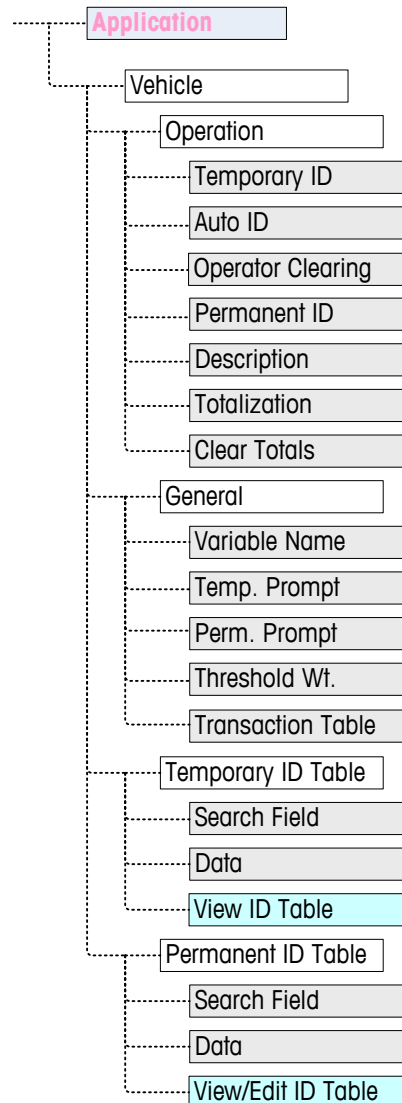 Application
Vehicle
Operation
Temporary ID
Auto ID
Operator Clearing
Permanent ID
Description
Totalization
Clear Totals
General
Variable Name
Temp. Prompt
Perm. Prompt
Threshold Wt.
Transaction Table
Temporary ID Table
Search Field
Data
View ID Table
Permanent ID Table
Search Field
Data
View/Edit ID Table